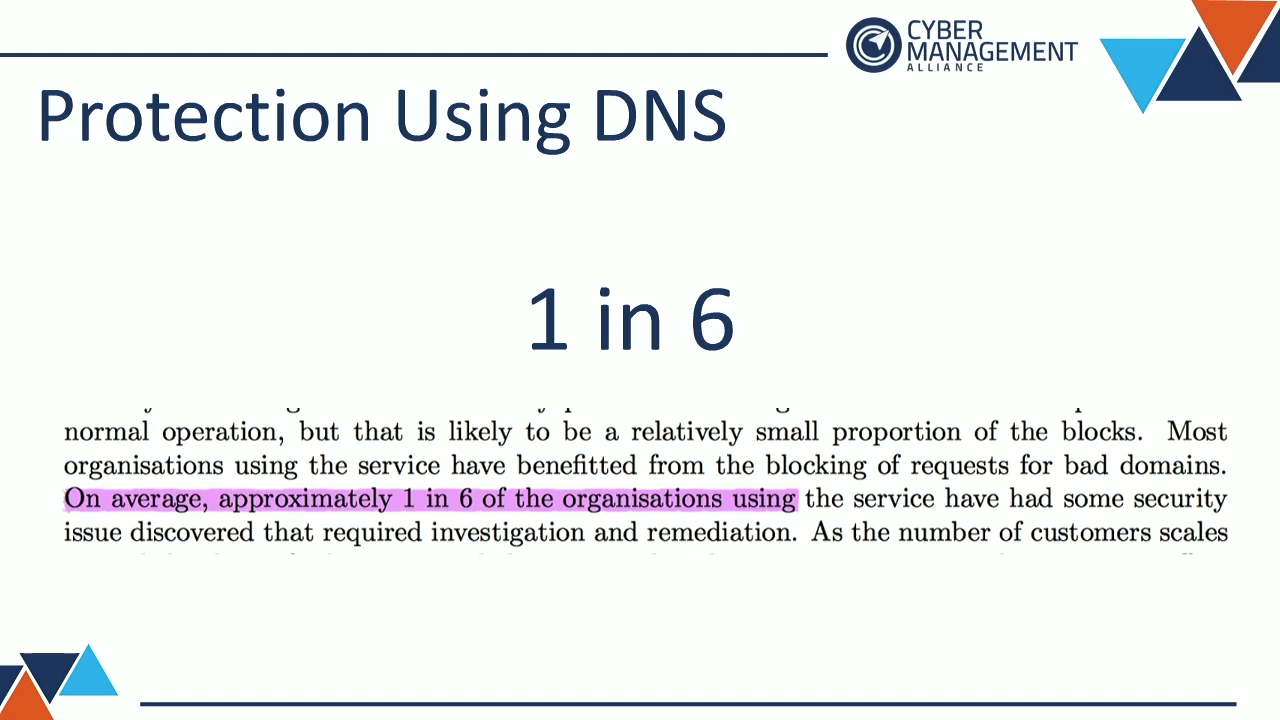 CYBER
MANAGEMENT
ALLIANCE
Protection Using DNS
1 in 6
normal operation, but that is likely to be a relatively small proportion of the blocks. Most
organisations using the service have benefitted from the blocking of requests for bad domains.
On average, approximately 1 in 6 of the organisations using the service have had some security
issue discovered that required investigation and remediation. As the number of customers scales